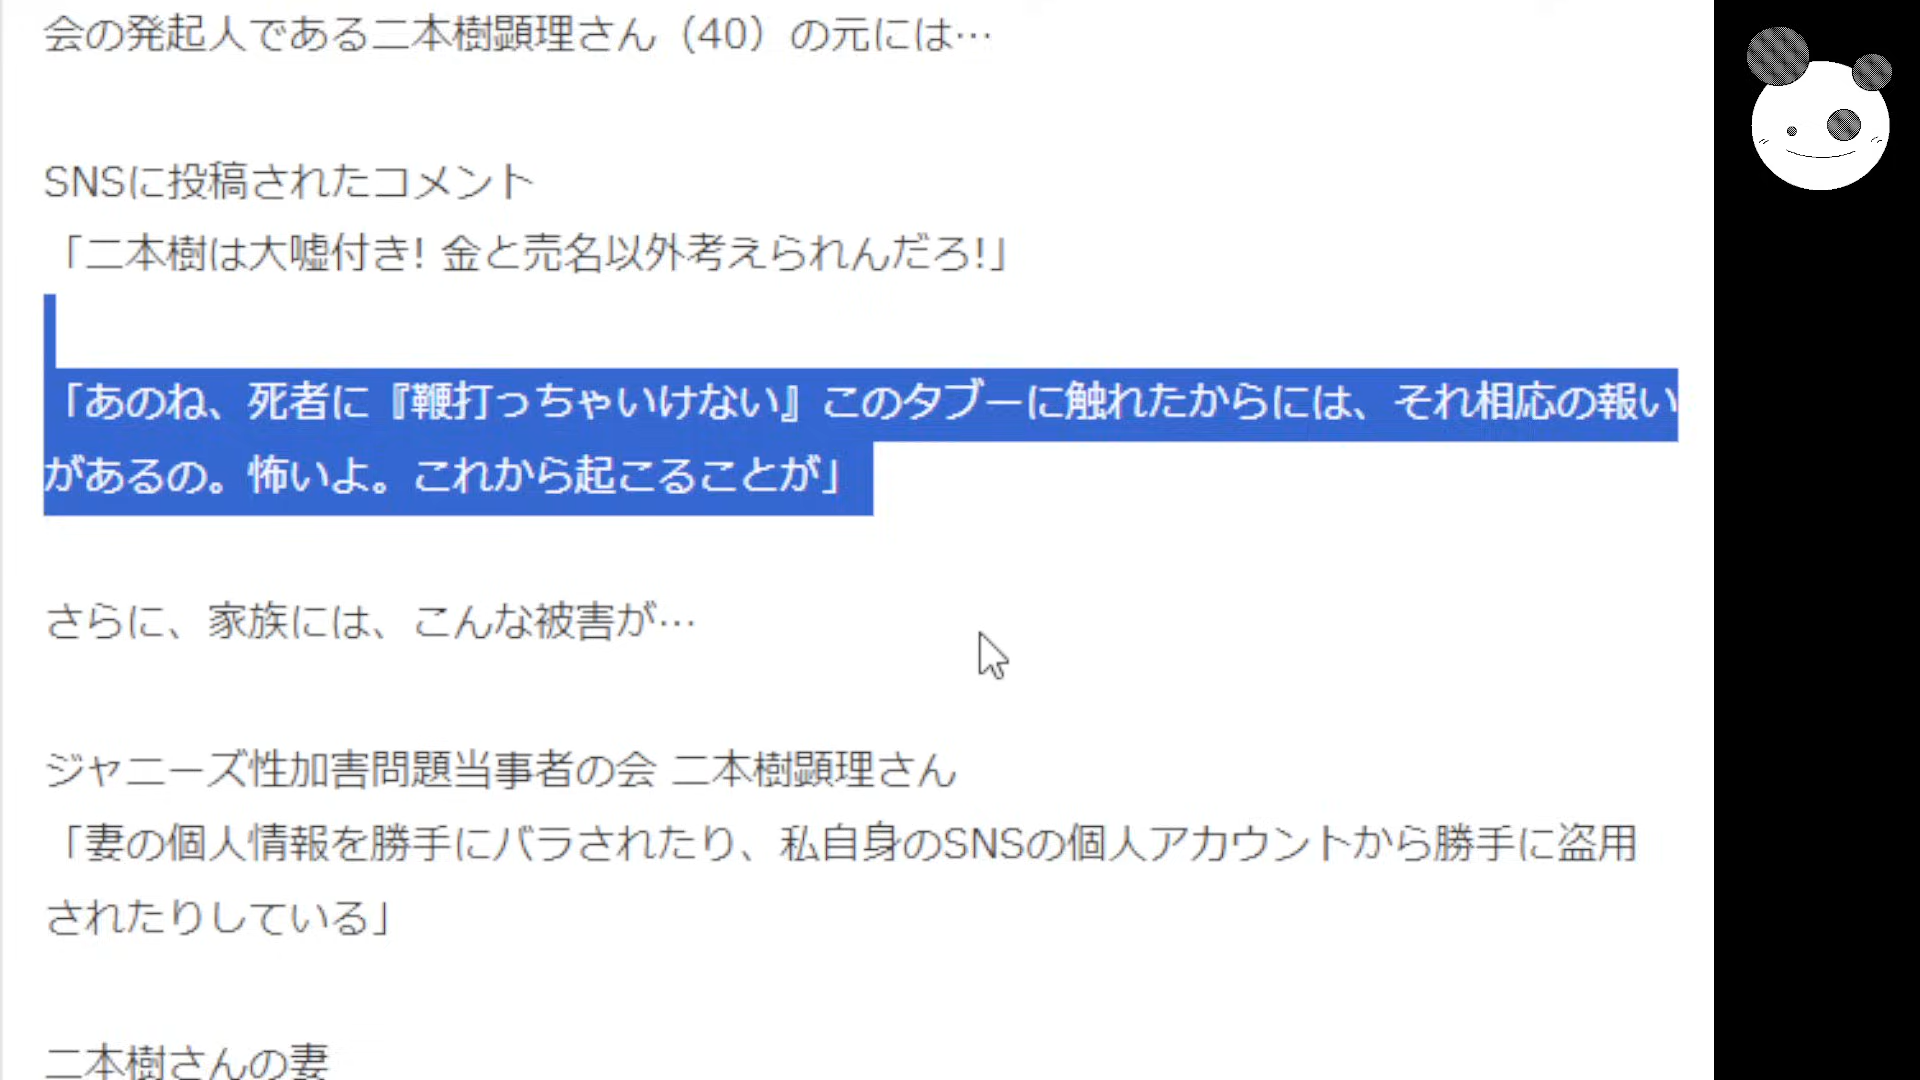 会の発起人である二本樹顕理さん（40）の元には…
SNSに投稿されたコメント
「二本樹は大嘘付き! 金と売名以外考えられんだろ!」
「あのね、死者に『鞭打っちゃいけない』このタブーに触れたからには、それ相応の報い
があるの。怖いよ。これから起こることが」
さらに、家族には、こんな被害が…
ジャニーズ性加害問題当事者の会 二本樹顕理さん
「妻の個人情報を勝手にバラされたり、私自身のSNSの個人アカウントから勝手に盗用
されたりしている」
二本樹さんの妻